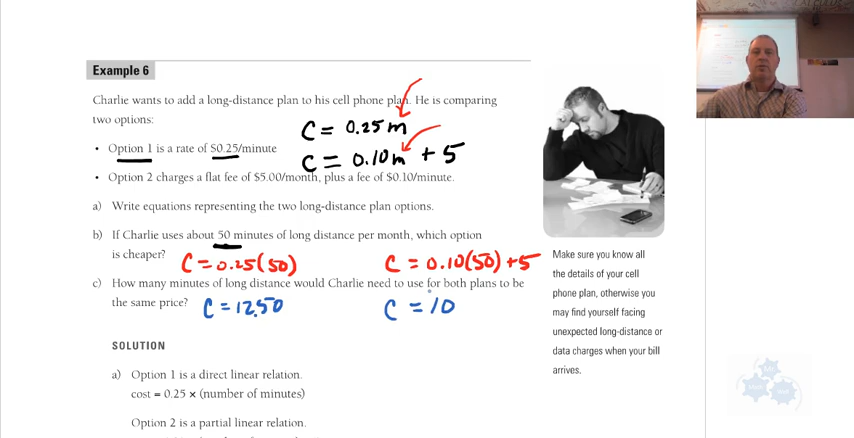 Example 6
Charlie wants to add a long-distance plan to his cell phone plan. He is comparing
two options:
C = 0.25m
• Option 1 is a rate of $0.25/minute
C = 0.10m + 5
• Option 2 charges a flat fee of $5.00/month, plus a fee of $0.10/minute.
a) Write equations representing the two long-distance plan options.
b) If Charlie uses about 50 minutes of long distance per month, which option
is cheaper?
C = 0.25(50)
C = 0.10(50) + 5
c) How many minutes of long distance would Charlie need to use for both plans to be
the same price?
C = 12.50
C = 10
SOLUTION
a) Option 1 is a direct linear relation.
cost = 0.25 × (number of minutes)
Option 2 is a partial linear relation.
Make sure you know all
the details of your cell
phone plan, otherwise you
may find yourself facing
unexpected long-distance or
data charges when your bill
arrives.